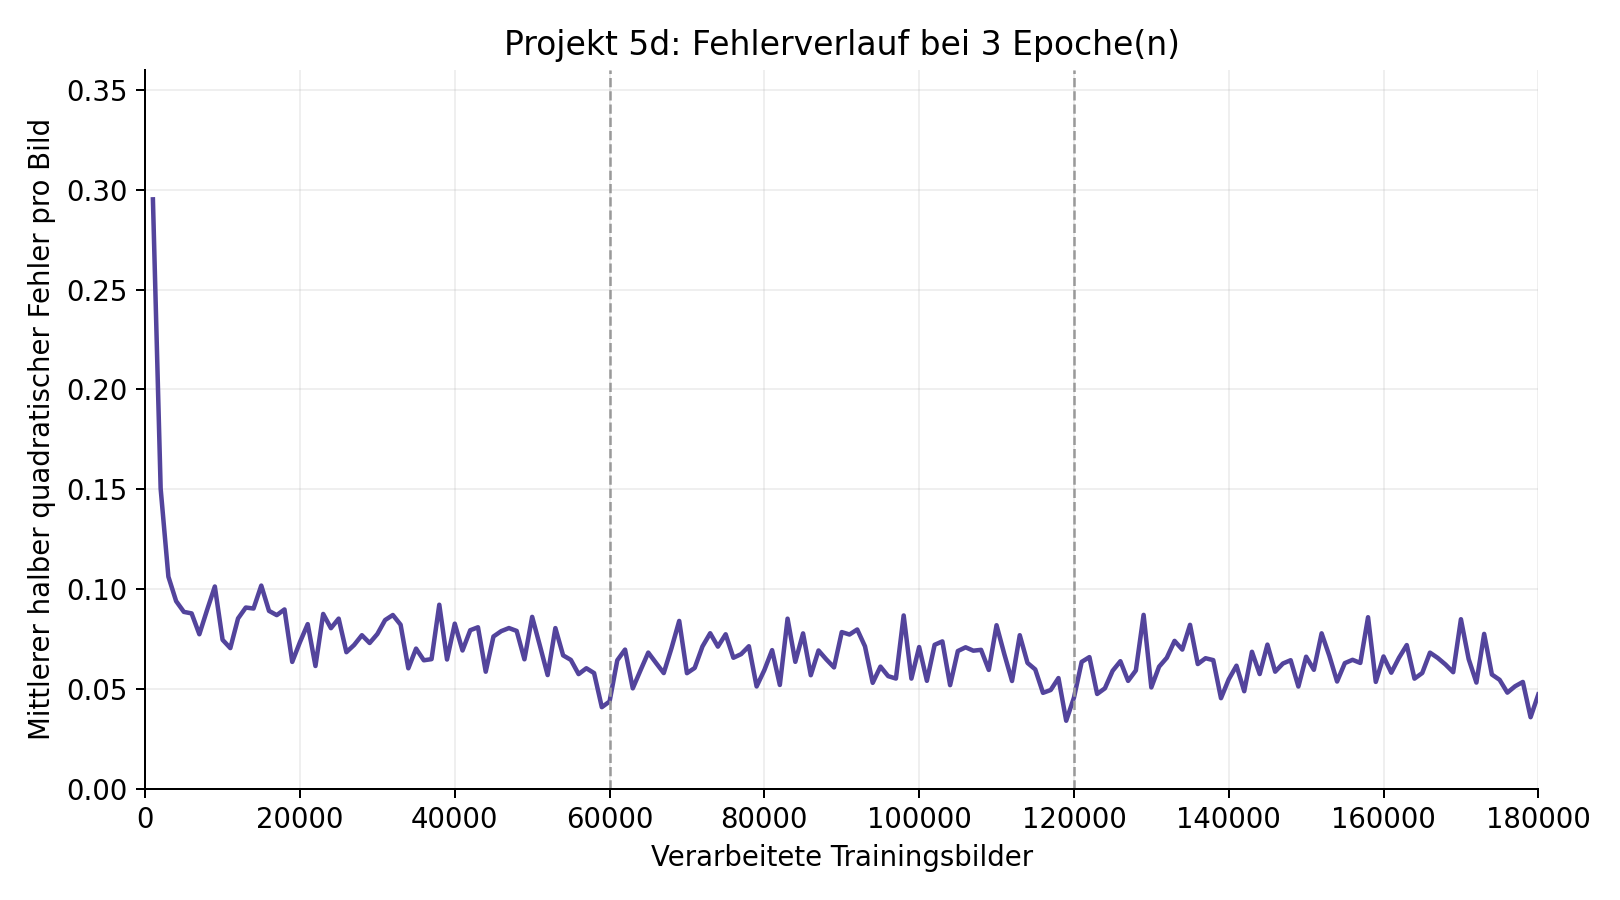 Projekt 5d: Fehlerverlauf bei 3 Epoche(n)
Mittlerer halber quadratischer Fehler pro Bild
0.35
0.30
0.25
0.20
0.15
0.10
0.05
0.00
0 20000 40000 60000 80000 100000 120000 140000 160000 180000
Verarbeitete Trainingsbilder